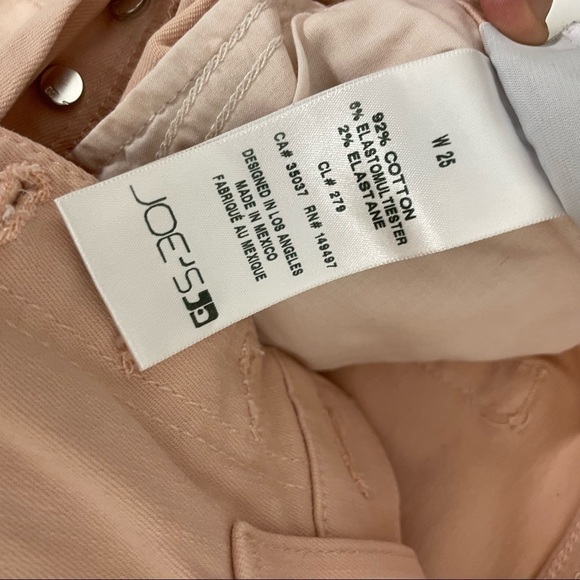 W 25
92% COTTON
6% ELASTOMULTIESTER
2% ELASTANE
CL# 279
CA# 35037 RN# 149497
DESIGNED IN LOS ANGELES
MADE IN MEXICO
FABRIQUÉ AU MEXIQUE
JOE'S